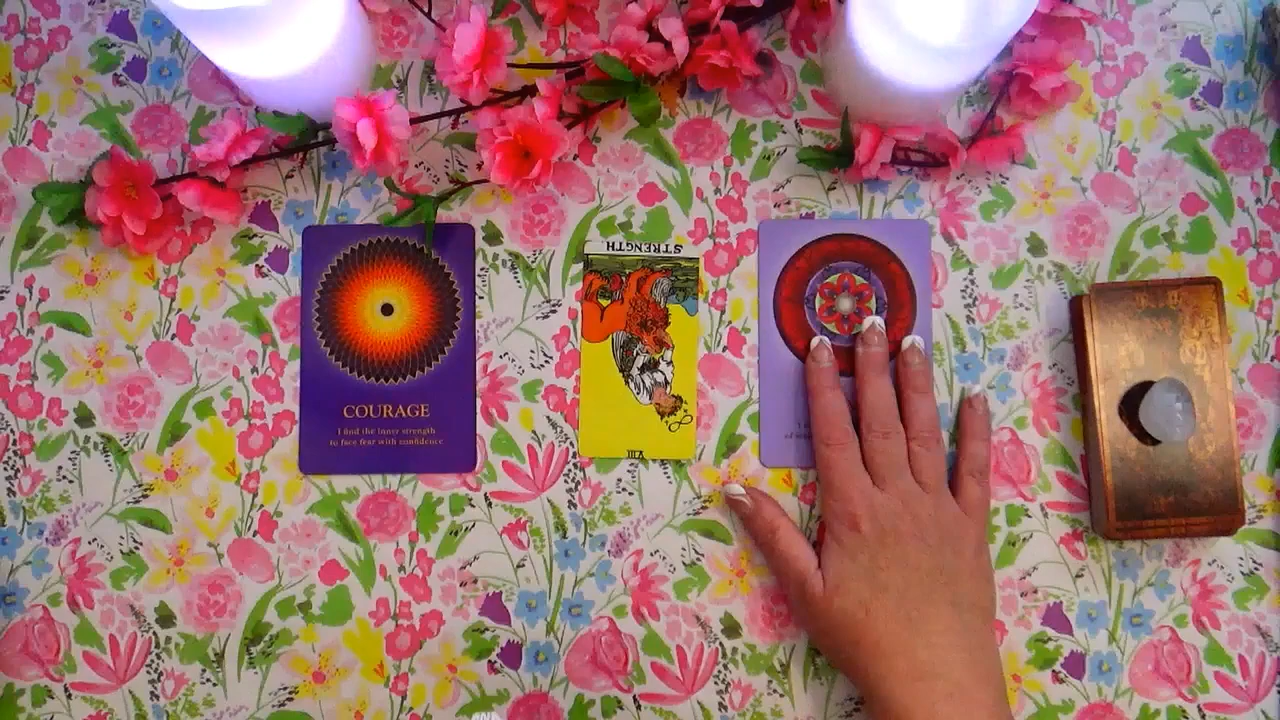 COURAGE
I find the inner strength
to face fear with confidence
STRENGTH
VIII